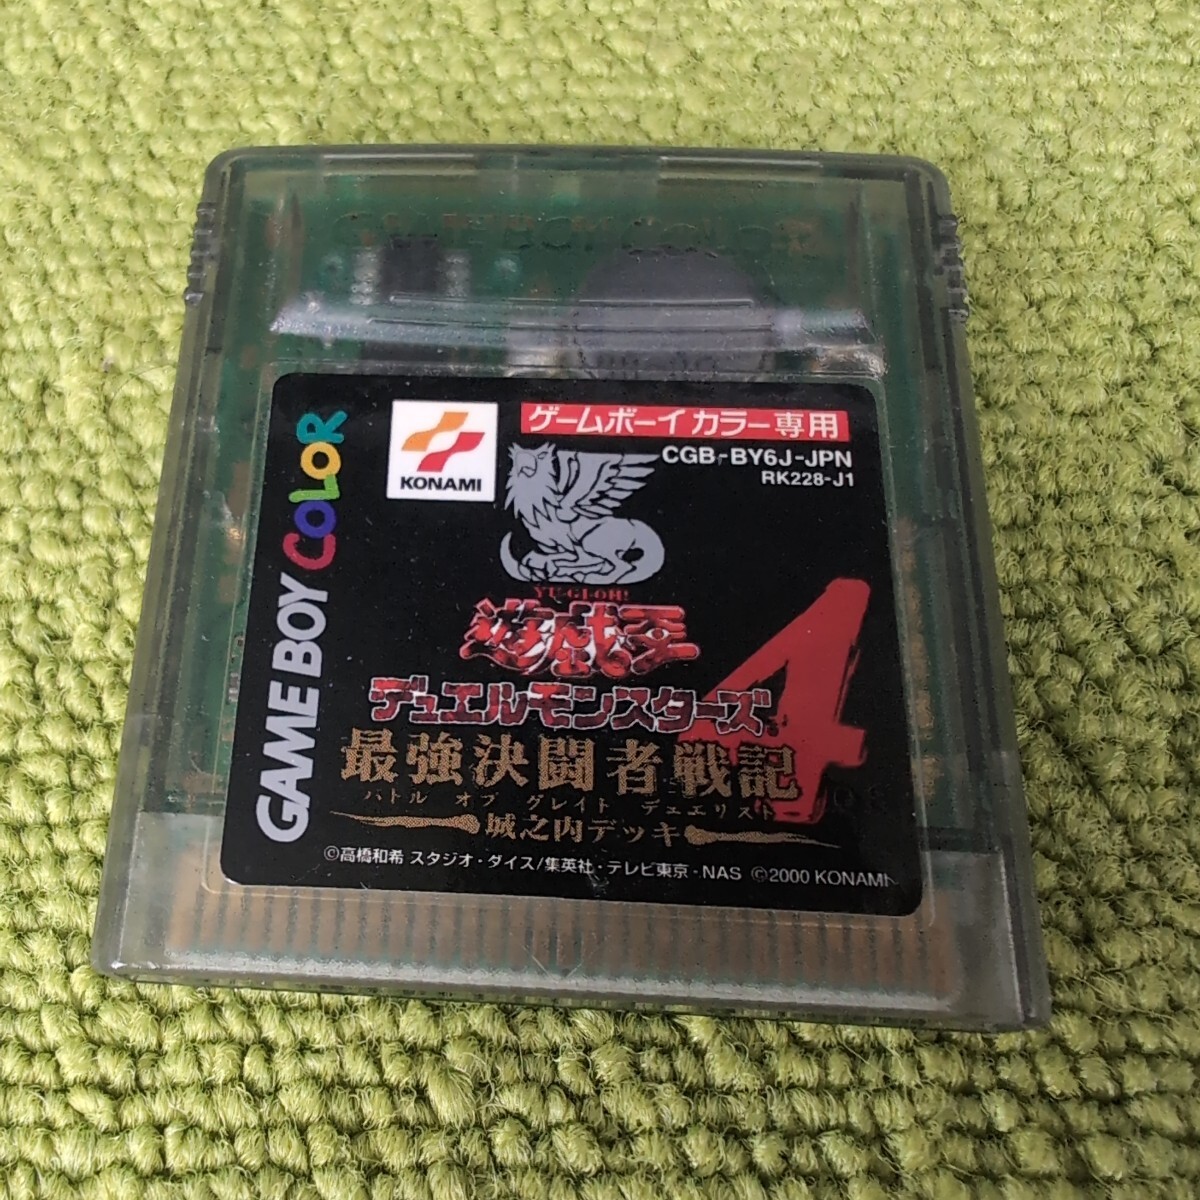 GAME BOY COLOR
GAME BOY COLOR
KONAMI
ゲームボーイ カラー専用
CGB-BY6J-JPN
RK228-J1
YU-GI-OH!
遊戯王
デュエルモンスターズ
4
最強決闘者戦記
バトル オブ グレイト デュエリスト
城之内デッキ
©高橋和希 スタジオ・ダイス/集英社・テレビ東京・NAS ©2000 KONAMI